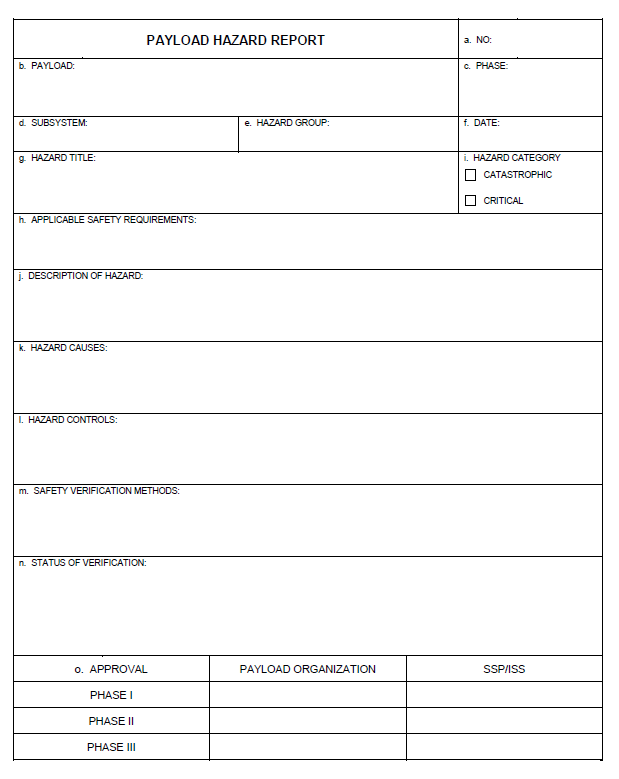 PAYLOAD HAZARD REPORT
a. NO:
b. PAYLOAD:
c. PHASE:
d. SUBSYSTEM:
e. HAZARD GROUP:
f. DATE:
g. HAZARD TITLE:
i. HAZARD CATEGORY
CATASTROPHIC
CRITICAL
h. APPLICABLE SAFETY REQUIREMENTS:
j. DESCRIPTION OF HAZARD:
k. HAZARD CAUSES:
l. HAZARD CONTROLS:
m. SAFETY VERIFICATION METHODS:
n. STATUS OF VERIFICATION:
o. APPROVAL
PAYLOAD ORGANIZATION
SSP/ISS
PHASE I
PHASE II
PHASE III